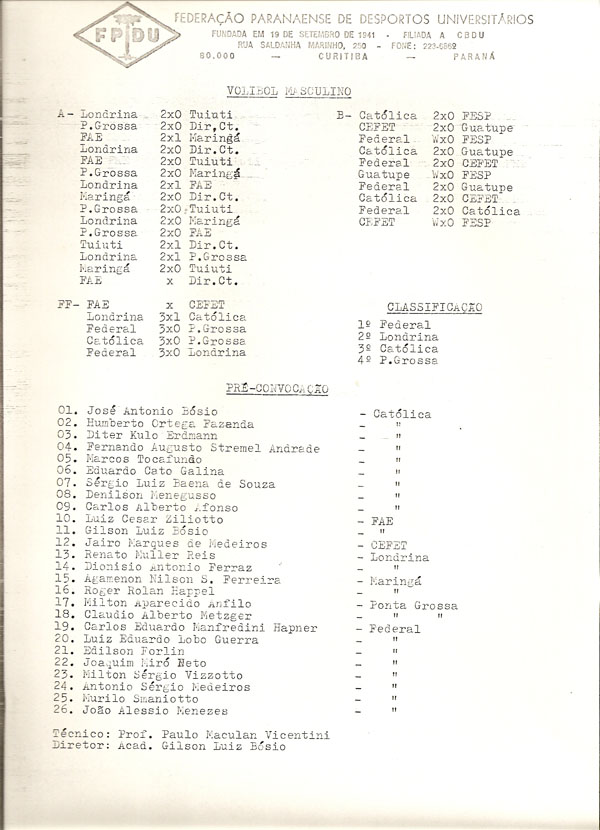 FPDU
FEDERAÇÃO PARANAENSE DE DESPORTOS UNIVERSITÁRIOS
FUNDADA EM 19 DE SETEMBRO DE 1941 - FILIADA A CBDU
RUA SALDANHA MARINHO, 250 - FONE: 223-6862
80.000 — CURITIBA — PARANÁ
VOLIBOL MASCULINO
A- Londrina 2x0 Tuiuti
P.Grossa 2x0 Dir.Ct.
FAE 2x1 Maringá
Londrina 2x0 Dir.Ct.
FAE 2x0 Tuiuti
P.Grossa 2x0 Maringá
Londrina 2x1 FAE
Maringá 2x0 Dir.Ct.
P.Grossa 2x0 Tuiuti
Londrina 2x0 Maringá
P.Grossa 2x0 FAE
Tuiuti 2x1 Dir.Ct.
Londrina 2x1 P.Grossa
Maringá 2x0 Tuiuti
FAE x Dir.Ct.
B- Católica 2x0 FESP
CEFET 2x0 Guatupe
Federal WxO FESP
Católica 2x0 Guatupe
Federal 2x0 CEFET
Guatupe WxO FESP
Federal 2x0 Guatupe
Católica 2x0 CEFET
Federal 2x0 Católica
CEFET WxO FESP
FF- FAE x CEFET
Londrina 3x1 Católica
Federal 3x0 P.Grossa
Católica 3x0 P.Grossa
Federal 3x0 Londrina
CLASSIFICAÇÃO
1º Federal
2º Londrina
3º Católica
4º P.Grossa
PRÉ-CONVOCAÇÃO
01. José Antonio Bósio - Católica
02. Humberto Ortega Fazenda - "
03. Diter Kulo Erdmann - "
04. Fernando Augusto Stremel Andrade - "
05. Marcos Tocafundo - "
06. Eduardo Cato Galina - "
07. Sérgio Luiz Baena de Souza - "
08. Denilson Menegusso - "
09. Carlos Alberto Afonso - "
10. Luiz Cesar Ziliotto - FAE
11. Gilson Luiz Bósio - "
12. Jairo Marques de Medeiros - CEFET
13. Renato Muller Reis - Londrina
14. Dionisio Antonio Ferraz - "
15. Agamenon Nilson S. Ferreira - Maringá
16. Roger Rolan Happel - "
17. Milton Aparecido Anfilo - Ponta Grossa
18. Claudio Alberto Metzger - " "
19. Carlos Eduardo Manfredini Hapner - Federal
20. Luiz Eduardo Lobo Guerra - "
21. Edilson Forlin - "
22. Joaquim Miró Neto - "
23. Milton Sérgio Vizzotto - "
24. Antonio Sérgio Medeiros - "
25. Murilo Smaniotto - "
26. João Alessio Menezes - "
Técnico: Prof. Paulo Maculan Vicentini
Diretor: Acad. Gilson Luiz Bósio